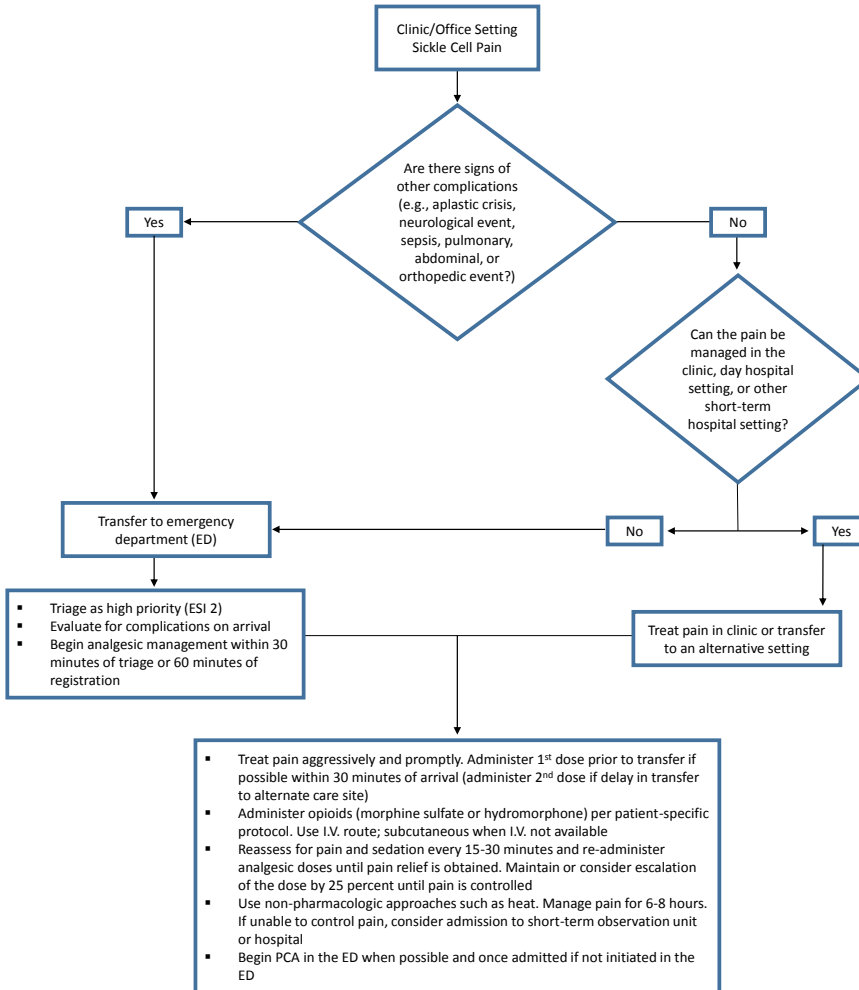 Clinic/Office Setting
Sickle Cell Pain
Are there signs of
other complications
(e.g., aplastic crisis,
neurological event,
sepsis, pulmonary,
abdominal, or
orthopedic event?)
Yes
No
Can the pain be
managed in the
clinic, day hospital
setting, or other
short-term
hospital setting?
Transfer to emergency
department (ED)
No
Yes
▪ Triage as high priority (ESI 2)
▪ Evaluate for complications on arrival
▪ Begin analgesic management within 30
minutes of triage or 60 minutes of
registration
Treat pain in clinic or transfer
to an alternative setting
▪ Treat pain aggressively and promptly. Administer 1st dose prior to transfer if
possible within 30 minutes of arrival (administer 2nd dose if delay in transfer
to alternate care site)
▪ Administer opioids (morphine sulfate or hydromorphone) per patient-specific
protocol. Use I.V. route; subcutaneous when I.V. not available
▪ Reassess for pain and sedation every 15-30 minutes and re-administer
analgesic doses until pain relief is obtained. Maintain or consider escalation
of the dose by 25 percent until pain is controlled
▪ Use non-pharmacologic approaches such as heat. Manage pain for 6-8 hours.
If unable to control pain, consider admission to short-term observation unit
or hospital
▪ Begin PCA in the ED when possible and once admitted if not initiated in the
ED